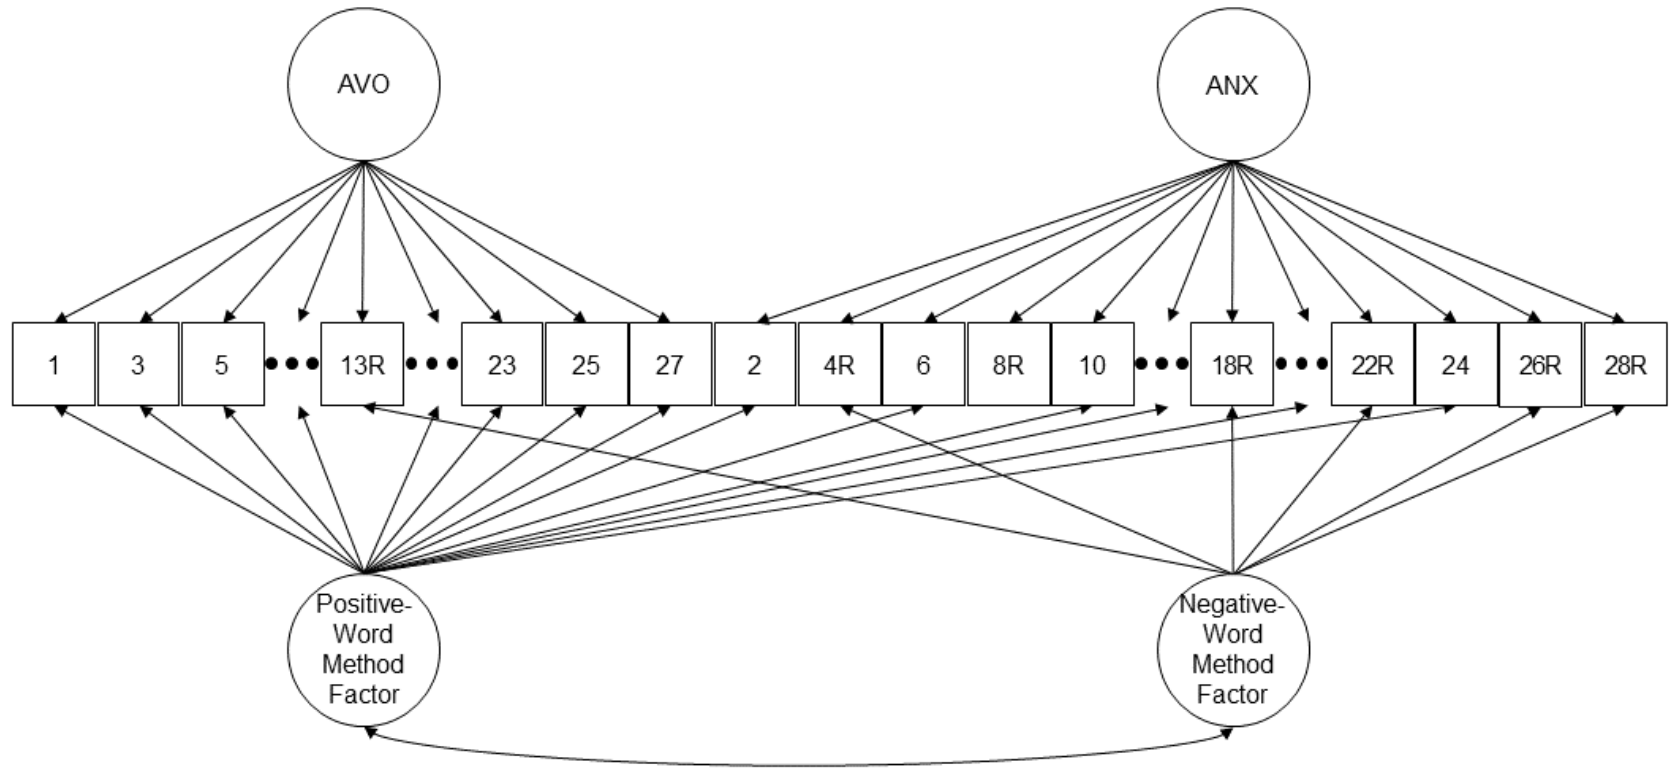 AVO
ANX
1 3 5 13R 23 25 27 2 4R 6 8R 10 18R 22R 24 26R 28R
Positive-
Word
Method
Factor
Negative-
Word
Method
Factor